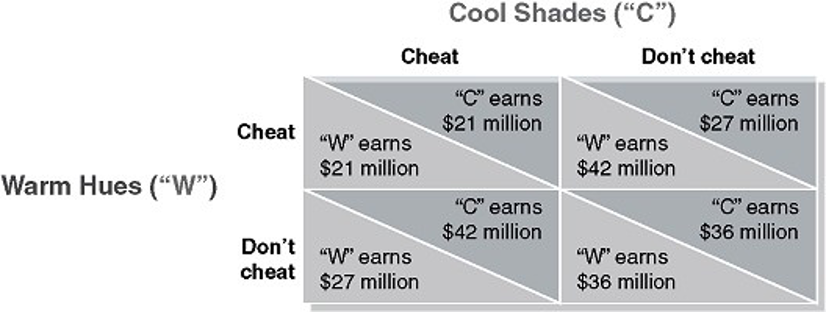 Cool Shades (“C”)
Cheat
Don’t cheat
Cheat
“C” earns
$21 million
“W” earns
$21 million
“C” earns
$27 million
“W” earns
$42 million
Warm Hues (“W”)
Don’t
cheat
“C” earns
$42 million
“W” earns
$27 million
“C” earns
$36 million
“W” earns
$36 million